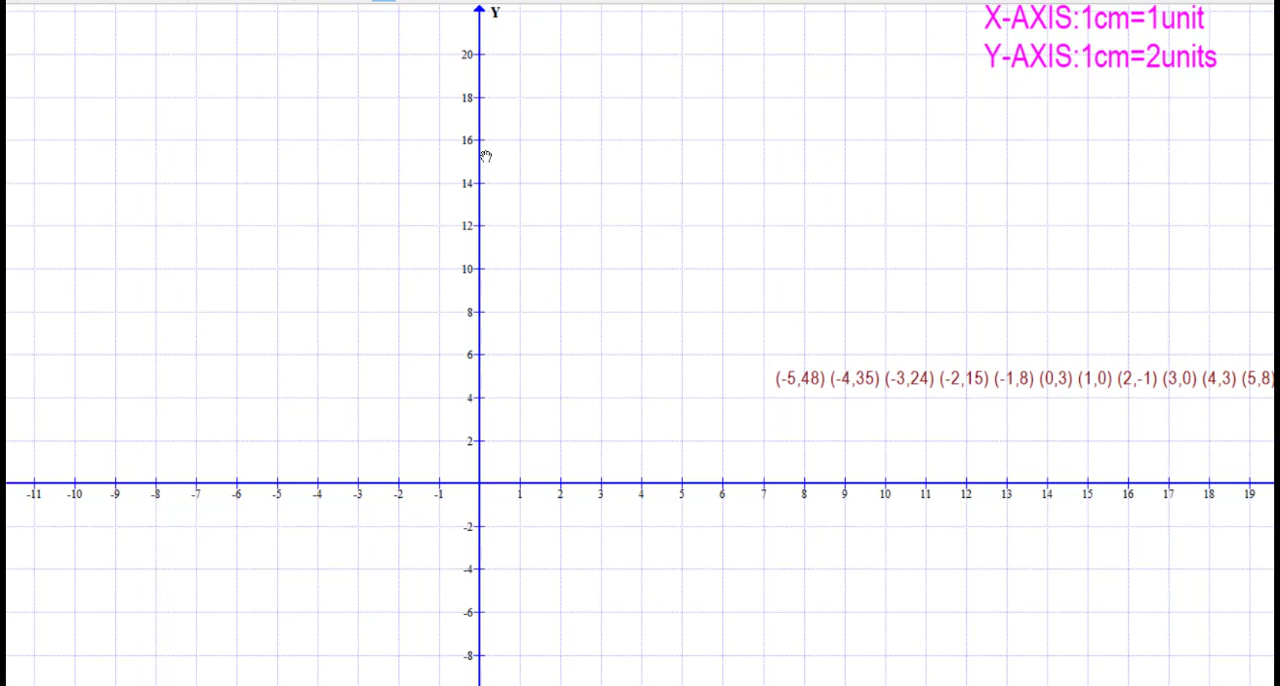 Y
X-AXIS:1cm=1unit
Y-AXIS:1cm=2units
20
18
16
14
12
10
8
6
(-5,48) (-4,35) (-3,24) (-2,15) (-1,8) (0,3) (1,0) (2,-1) (3,0) (4,3) (5,8)
4
2
-11 -10 -9 -8 -7 -6 -5 -4 -3 -2 -1 1 2 3 4 5 6 7 8 9 10 11 12 13 14 15 16 17 18 19
-2
-4
-6
-8